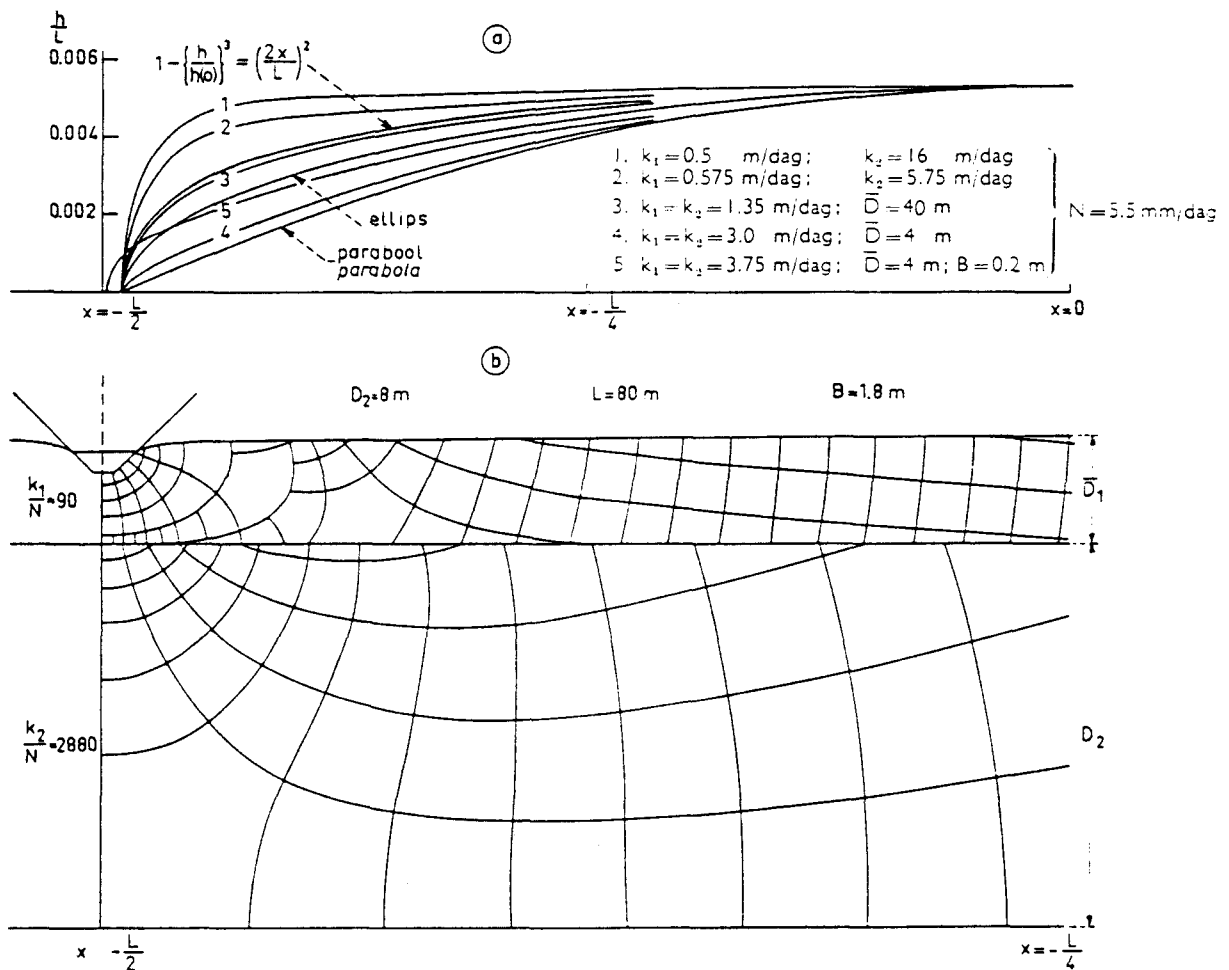 h/L
ⓐ
0.006
0.004
0.002
1−{h/h(o)}³=(2x/L)²
1
2
3
5
4
ellips
parabool
parabola
1. k₁=0.5 m/dag; k₂=16 m/dag
2. k₁=0.575 m/dag; k₂=5.75 m/dag
3. k₁=k₂=1.35 m/dag; D̅=40 m
4. k₁=k₂=3.0 m/dag; D̅=4 m
5 k₁=k₂=3.75 m/dag; D̅=4 m; B=0.2 m
N=5.5 mm/dag
x=−L/2
x=−L/4
x=0
ⓑ
D₂=8 m L=80 m B=1.8 m
k₁/N=90
D̅₁
k₂/N=2880
D₂
x −L/2
x=−L/4